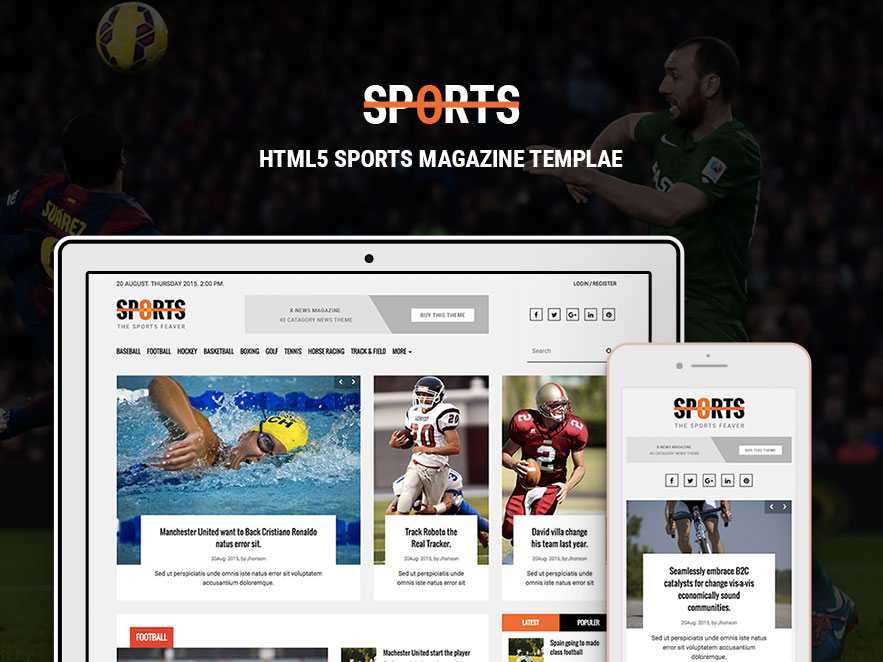 SPORTS
HTML5 SPORTS MAGAZINE TEMPLAE
SUAREZ
20 AUGUST. THURSDAY 2015. 2:00 PM.
LOGIN / REGISTER
SPORTS
THE SPORTS FEAVER
X-NEWS MAGAZINE
40 CATAGORY NEWS THEME
BUY THIS THEME
BASEBALL FOOTBALL HOCKEY BASKETBALL BOXING GOLF TENNIS HORSE RACING TRACK & FIELD MORE
Search
20
2
2
Manchester United want to Back Cristiano Ronaldo
natus error sit.
20Aug 2015, by:Jhonson
Sed ut perspiciatis unde omnis iste natus error sit voluptatem
accusantium doloremque.
Track Roboto the
Real Tracker.
20Aug 2015, by:Jhonson
Sed ut perspiciatis unde
omnis iste natus error sit
David villa change
his team last year.
20Aug 2015, by:Jhonson
Sed ut perspiciatis unde
omnis iste natus error sit
FOOTBALL
Manchester United start the player
LATEST POPULER
Spain going to made
class football
SPORTS
THE SPORTS FEAVER
X-NEWS MAGAZINE
40 CATAGORY NEWS THEME
BUY THIS THEME
Seamlessly embrace B2C
catalysts for change vis-a-vis
economically sound
communities.
20Aug 2015, by:Jhonson
Sed ut perspiciatis unde omnis iste
natus error sit voluptatem
accusantium doloremque.